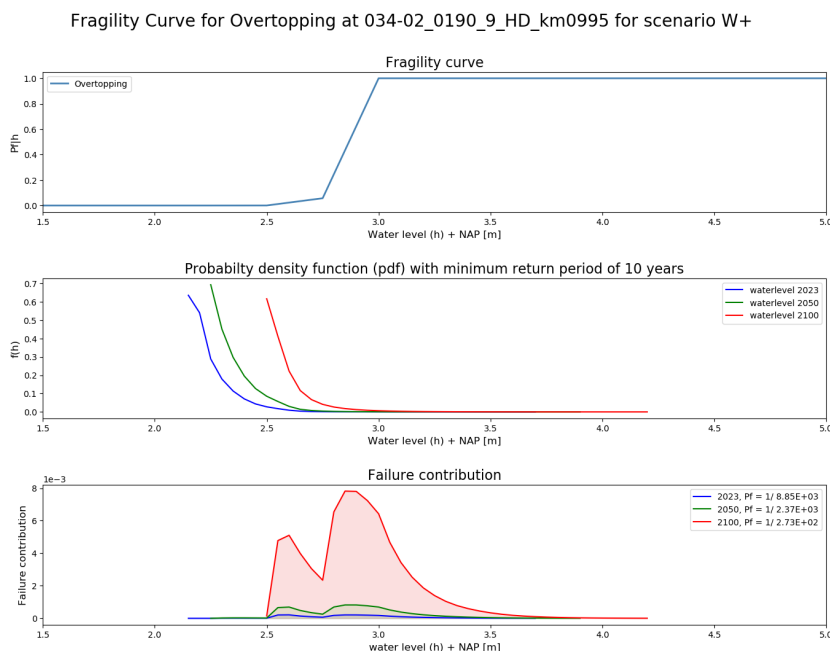 Fragility Curve for Overtopping at 034-02_0190_9_HD_km0995 for scenario W+
Fragility curve
Overtopping
Pf|h
1.0
0.8
0.6
0.4
0.2
0.0
1.5 2.0 2.5 3.0 3.5 4.0 4.5 5.0
Water level (h) + NAP [m]
Probabilty density function (pdf) with minimum return period of 10 years
waterlevel 2023
waterlevel 2050
waterlevel 2100
f(h)
0.7
0.6
0.5
0.4
0.3
0.2
0.1
0.0
1.5 2.0 2.5 3.0 3.5 4.0 4.5 5.0
Water level (h) + NAP [m]
Failure contribution
1e-3
2023, Pf = 1/ 8.85E+03
2050, Pf = 1/ 2.37E+03
2100, Pf = 1/ 2.73E+02
Failure contribution
8
6
4
2
0
1.5 2.0 2.5 3.0 3.5 4.0 4.5 5.0
water level (h) + NAP [m]